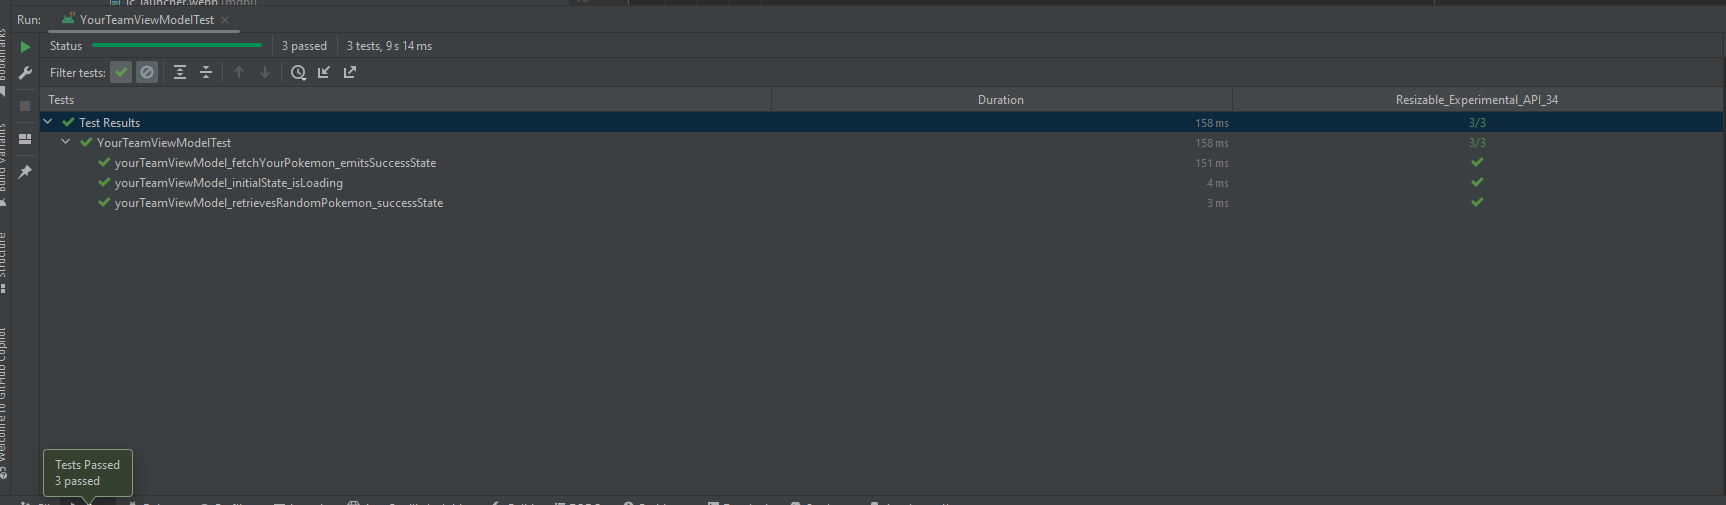 ic_launcher.webp (mdpi)
Run: YourTeamViewModelTest
Status 3 passed 3 tests, 9 s 14 ms
Filter tests:
Tests Duration Resizable_Experimental_API_34
Test Results 158 ms 3/3
YourTeamViewModelTest 158 ms 3/3
yourTeamViewModel_fetchYourPokemon_emitsSuccessState 151 ms
yourTeamViewModel_initialState_isLoading 4 ms
yourTeamViewModel_retrievesRandomPokemon_successState 3 ms
Bookmarks
Build Variants
Structure
Welcome to GitHub Copilot
Tests Passed
3 passed